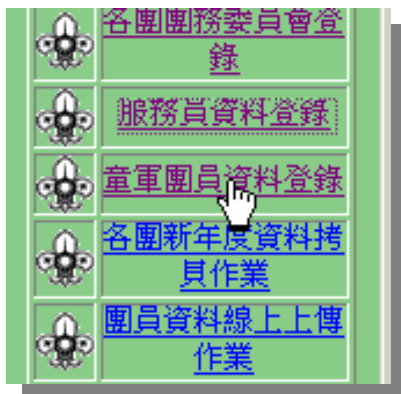 各團團務委員會登
錄
服務員資料登錄
童軍團員資料登錄
各團新年度資料拷
貝作業
團員資料線上上傳
作業